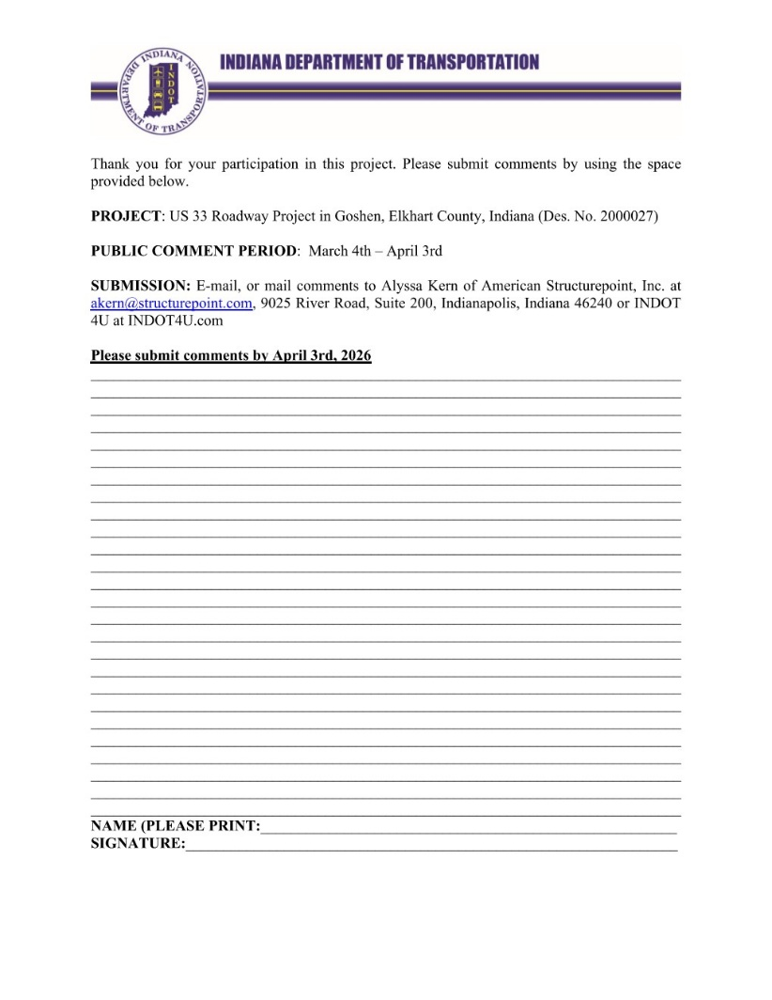 INDIANA DEPARTMENT OF TRANSPORTATION
INDIANA DEPARTMENT OF TRANSPORTATION
INDOT
Thank you for your participation in this project. Please submit comments by using the space
provided below.
PROJECT: US 33 Roadway Project in Goshen, Elkhart County, Indiana (Des. No. 2000027)
PUBLIC COMMENT PERIOD: March 4th – April 3rd
SUBMISSION: E-mail, or mail comments to Alyssa Kern of American Structurepoint, Inc. at
akern@structurepoint.com, 9025 River Road, Suite 200, Indianapolis, Indiana 46240 or INDOT
4U at INDOT4U.com
Please submit comments by April 3rd, 2026
NAME (PLEASE PRINT:
SIGNATURE: